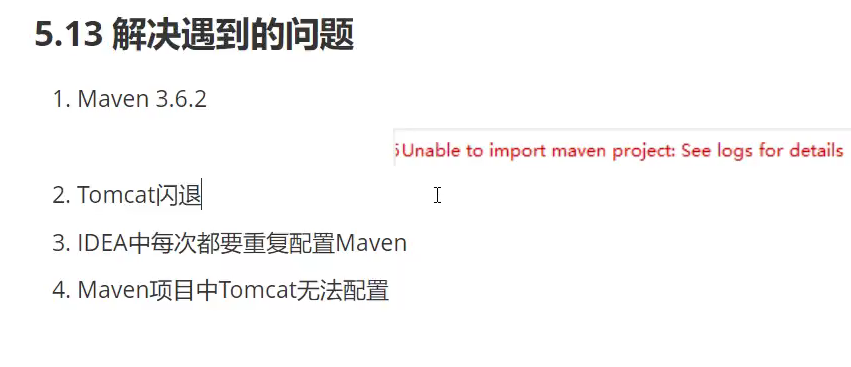 5.13 解决遇到的问题
1. Maven 3.6.2
Unable to import maven project: See logs for details
2. Tomcat闪退
3. IDEA中每次都要重复配置Maven
4. Maven项目中Tomcat无法配置